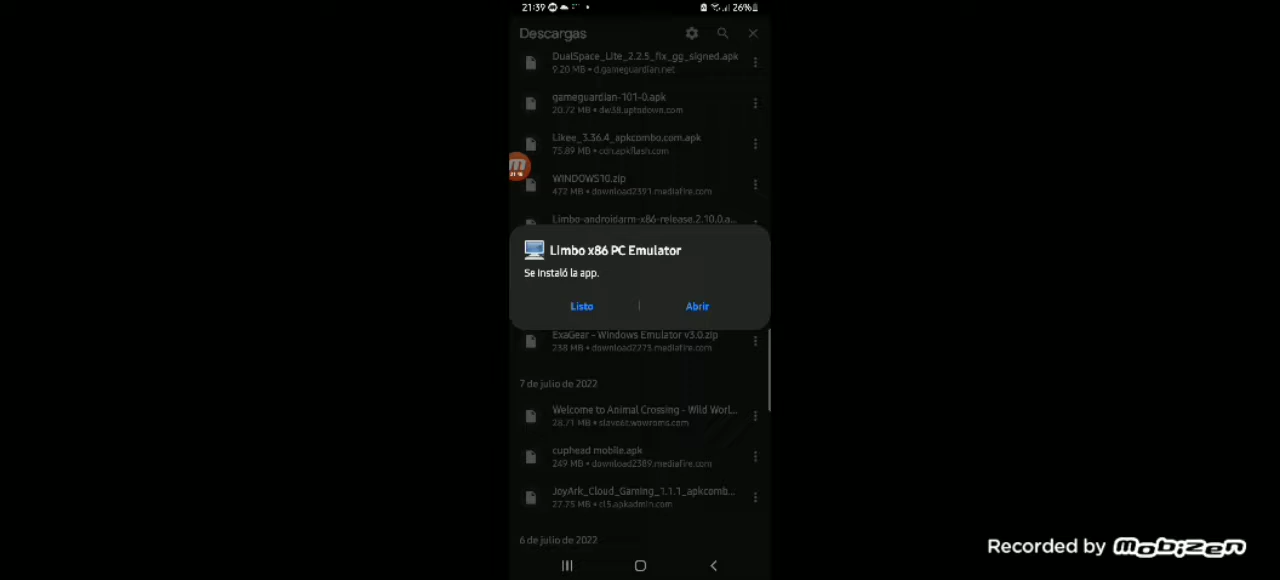 21:39
26%
Descargas
DualSpace_Lite_2.2.5_fix_gg_signed.apk
9.20 MB • d.gameguardian.net
gameguardian-101-0.apk
20.72 MB • dw38.uptodown.com
Likee_3.36.4_apkcombo.com.apk
75.89 MB • cdn.apkflash.com
WINDOWS10.zip
472 MB • download2391.mediafire.com
Limbo-androidarm-x86-release.2.10.0.a...
Limbo x86 PC Emulator
Se instaló la app.
Listo
Abrir
ExaGear - Windows Emulator v3.0.zip
238 MB • download2273.mediafire.com
7 de julio de 2022
Welcome to Animal Crossing - Wild Worl...
28.71 MB • slave6t.wowroms.com
cuphead mobile.apk
249 MB • download2389.mediafire.com
JoyArk_Cloud_Gaming_1.1.1_apkcomb...
27.75 MB • cl5.apkadmin.com
6 de julio de 2022
Recorded by Mobizen